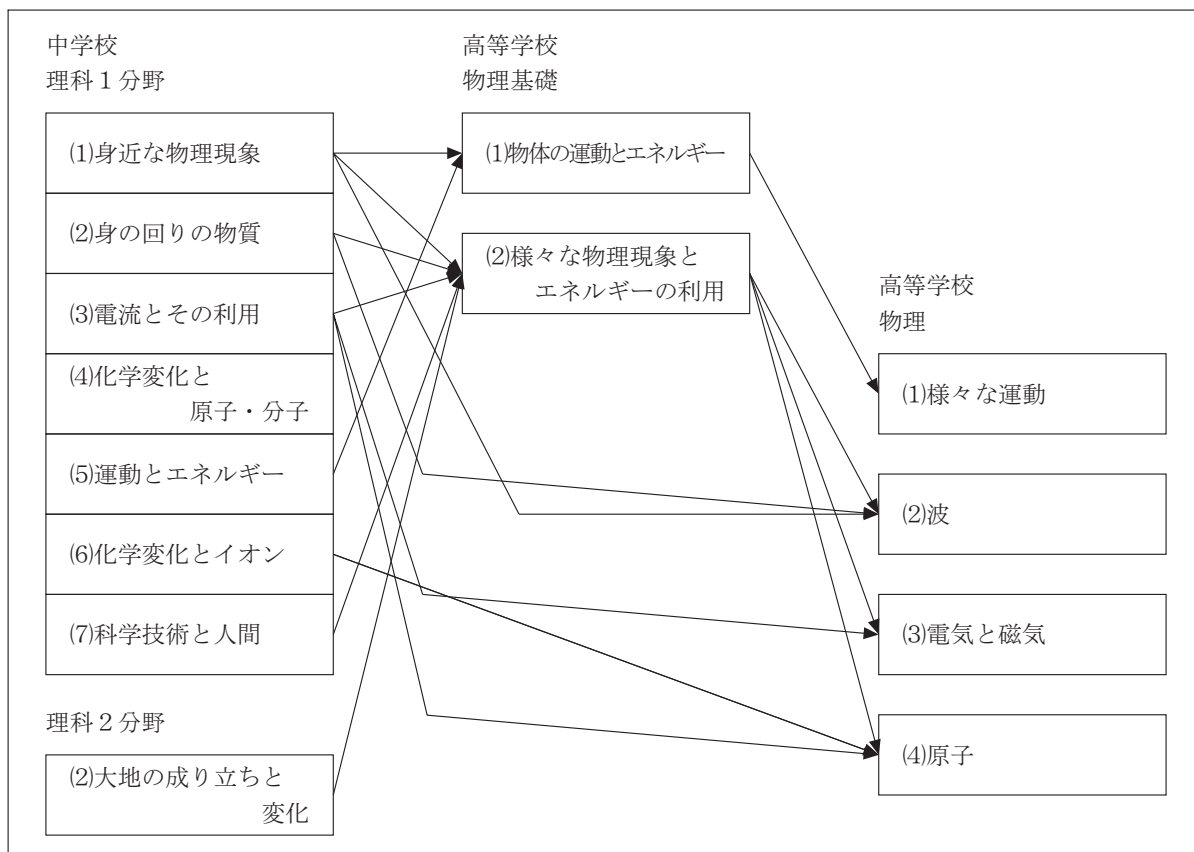 中学校
理科1分野
⑴身近な物理現象
⑵身の回りの物質
⑶電流とその利用
⑷化学変化と
原子・分子
⑸運動とエネルギー
⑹化学変化とイオン
⑺科学技術と人間
理科2分野
⑵大地の成り立ちと
変化
高等学校
物理基礎
⑴物体の運動とエネルギー
⑵様々な物理現象と
エネルギーの利用
高等学校
物理
⑴様々な運動
⑵波
⑶電気と磁気
⑷原子